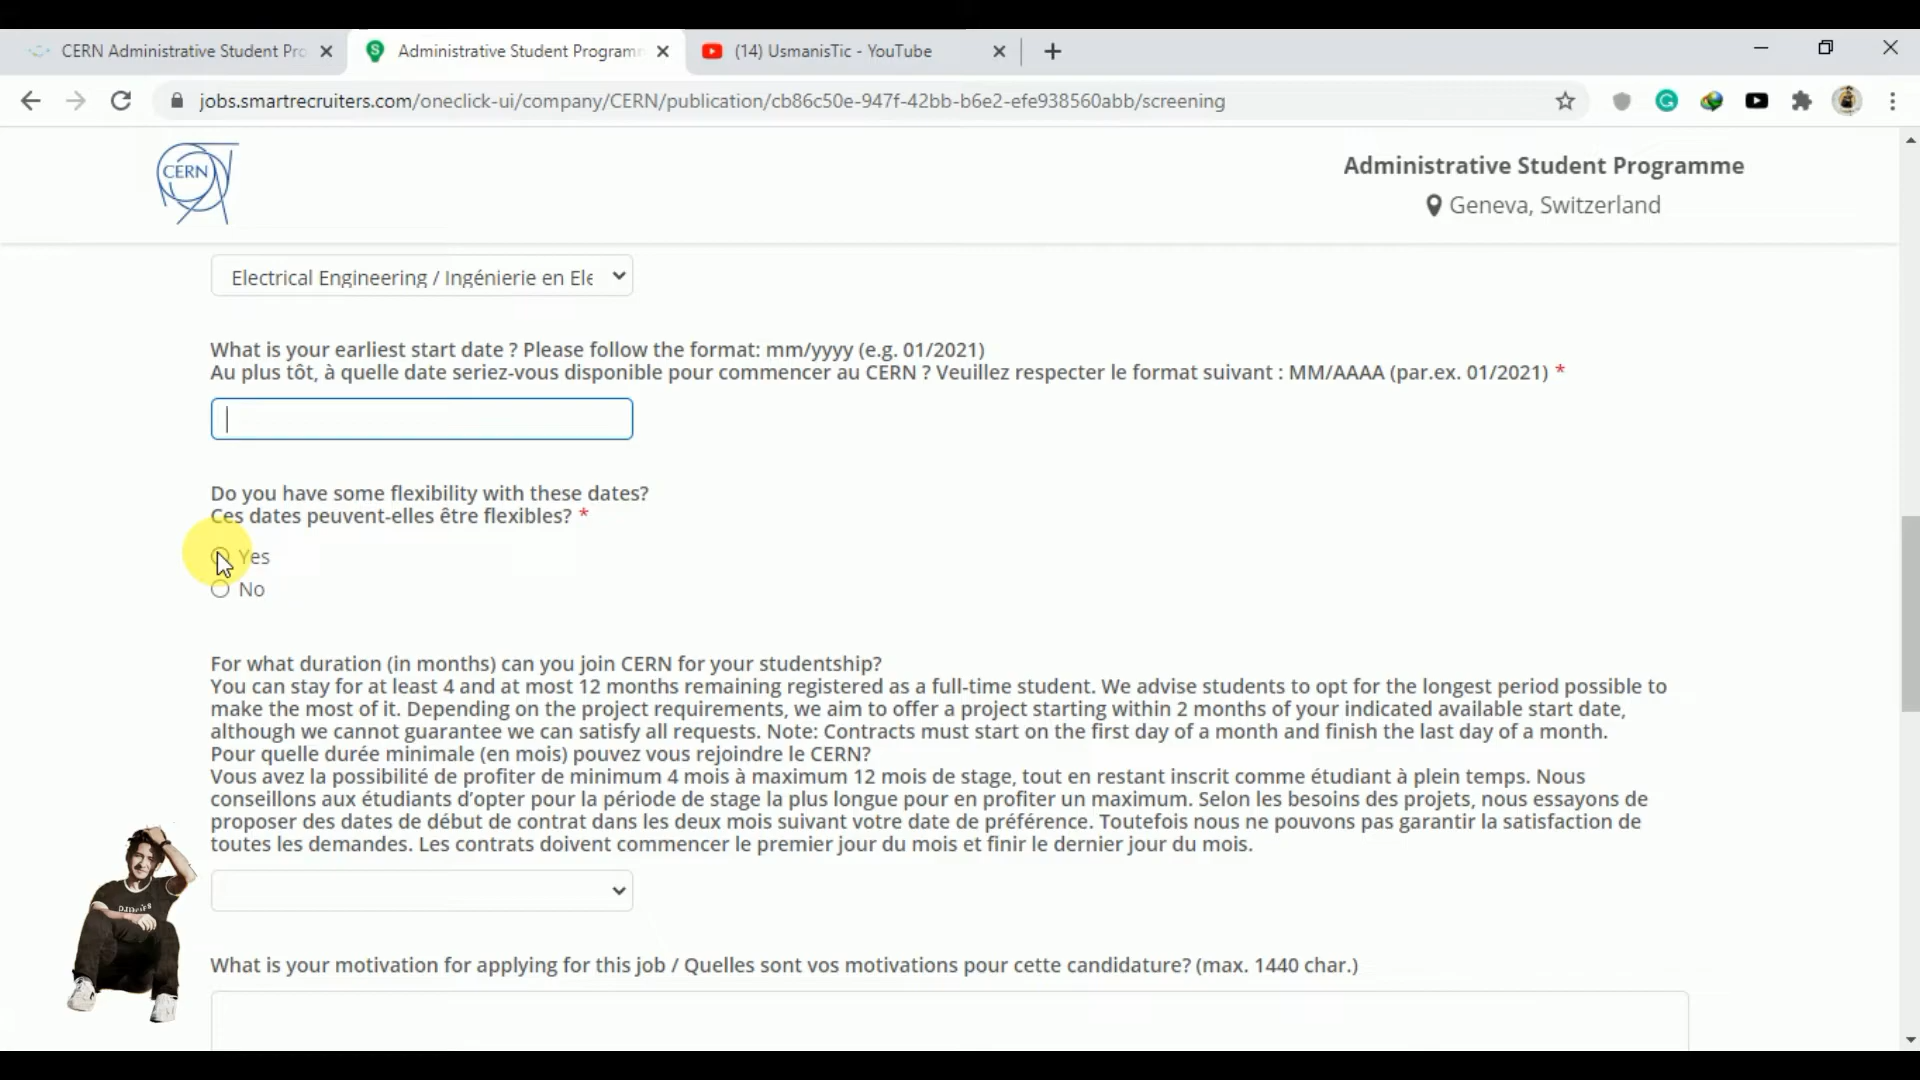 CERN Administrative Student Pro
Administrative Student Program
(14) UsmanisTic - YouTube
jobs.smartrecruiters.com/oneclick-ui/company/CERN/publication/cb86c50e-947f-42bb-b6e2-efe938560abb/screening
CERN
Administrative Student Programme
Geneva, Switzerland
Electrical Engineering / Ingénierie en Ele
What is your earliest start date ? Please follow the format: mm/yyyy (e.g. 01/2021)
Au plus tôt, à quelle date seriez-vous disponible pour commencer au CERN ? Veuillez respecter le format suivant : MM/AAAA (par.ex. 01/2021) *
Do you have some flexibility with these dates?
Ces dates peuvent-elles être flexibles? *
Yes
No
For what duration (in months) can you join CERN for your studentship?
You can stay for at least 4 and at most 12 months remaining registered as a full-time student. We advise students to opt for the longest period possible to
make the most of it. Depending on the project requirements, we aim to offer a project starting within 2 months of your indicated available start date,
although we cannot guarantee we can satisfy all requests. Note: Contracts must start on the first day of a month and finish the last day of a month.
Pour quelle durée minimale (en mois) pouvez vous rejoindre le CERN?
Vous avez la possibilité de profiter de minimum 4 mois à maximum 12 mois de stage, tout en restant inscrit comme étudiant à plein temps. Nous
conseillons aux étudiants d’opter pour la période de stage la plus longue pour en profiter un maximum. Selon les besoins des projets, nous essayons de
proposer des dates de début de contrat dans les deux mois suivant votre date de préférence. Toutefois nous ne pouvons pas garantir la satisfaction de
toutes les demandes. Les contrats doivent commencer le premier jour du mois et finir le dernier jour du mois.
What is your motivation for applying for this job / Quelles sont vos motivations pour cette candidature? (max. 1440 char.)